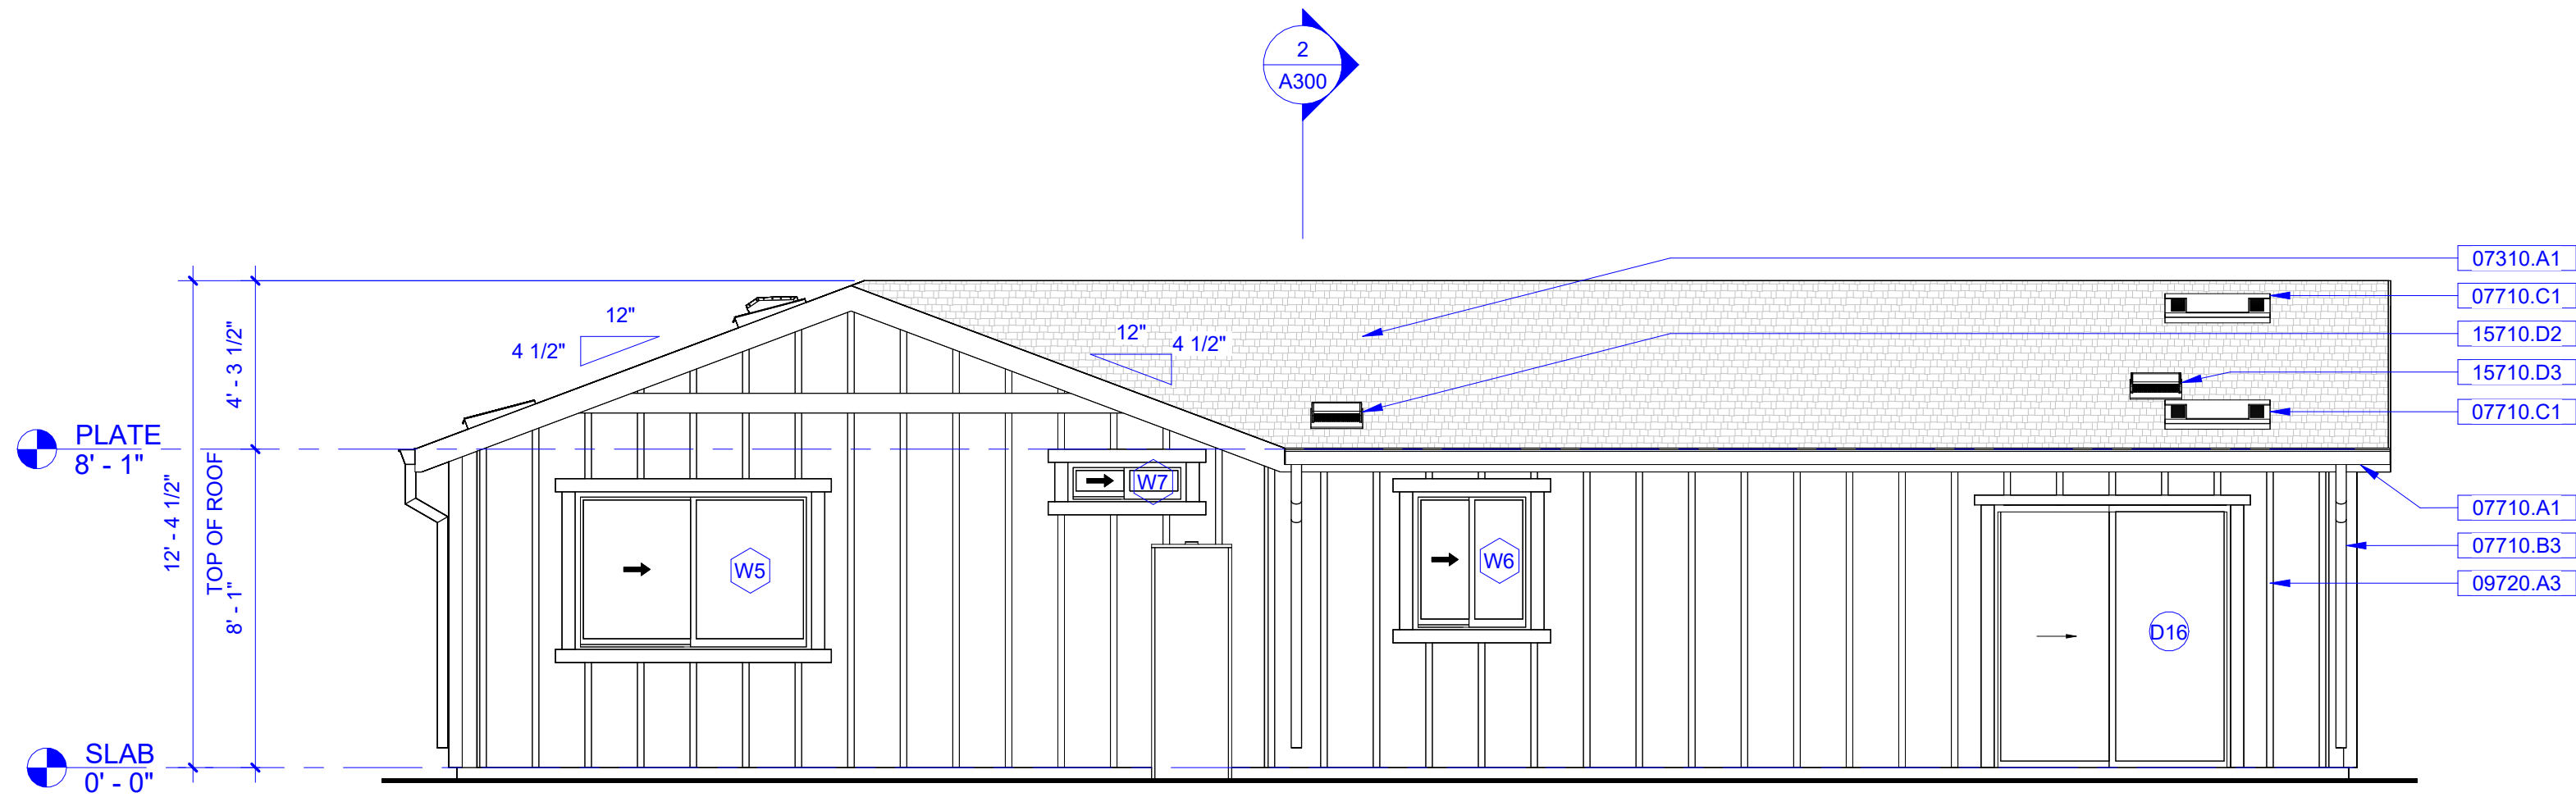 2
A300
07310.A1
07710.C1
15710.D2
15710.D3
07710.C1
12"
4 1/2"
12"
4 1/2"
4' - 3 1/2"
PLATE
8' - 1"
12' - 4 1/2"
TOP OF ROOF
8' - 1"
W7
W5
W6
D16
07710.A1
07710.B3
09720.A3
SLAB
0' - 0"